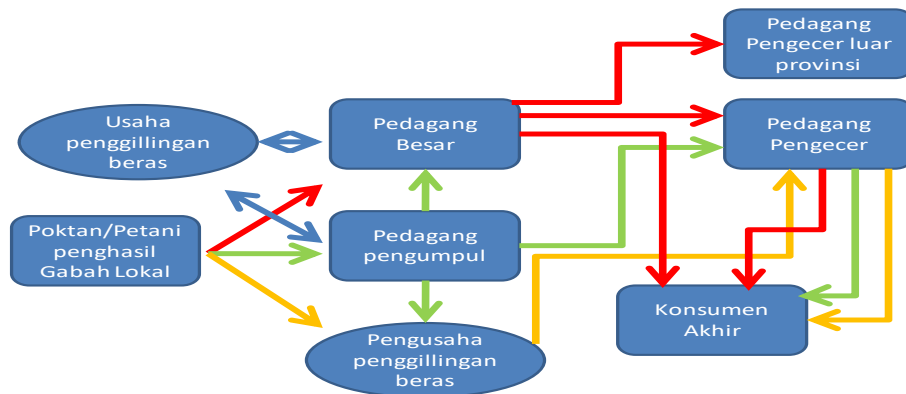 Pedagang
Pengecer luar
provinsi
Usaha
penggillingan
beras
Pedagang
Besar
Pedagang
Pengecer
Poktan/Petani
penghasil
Gabah Lokal
Pedagang
pengumpul
Konsumen
Akhir
Pengusaha
penggillingan
beras